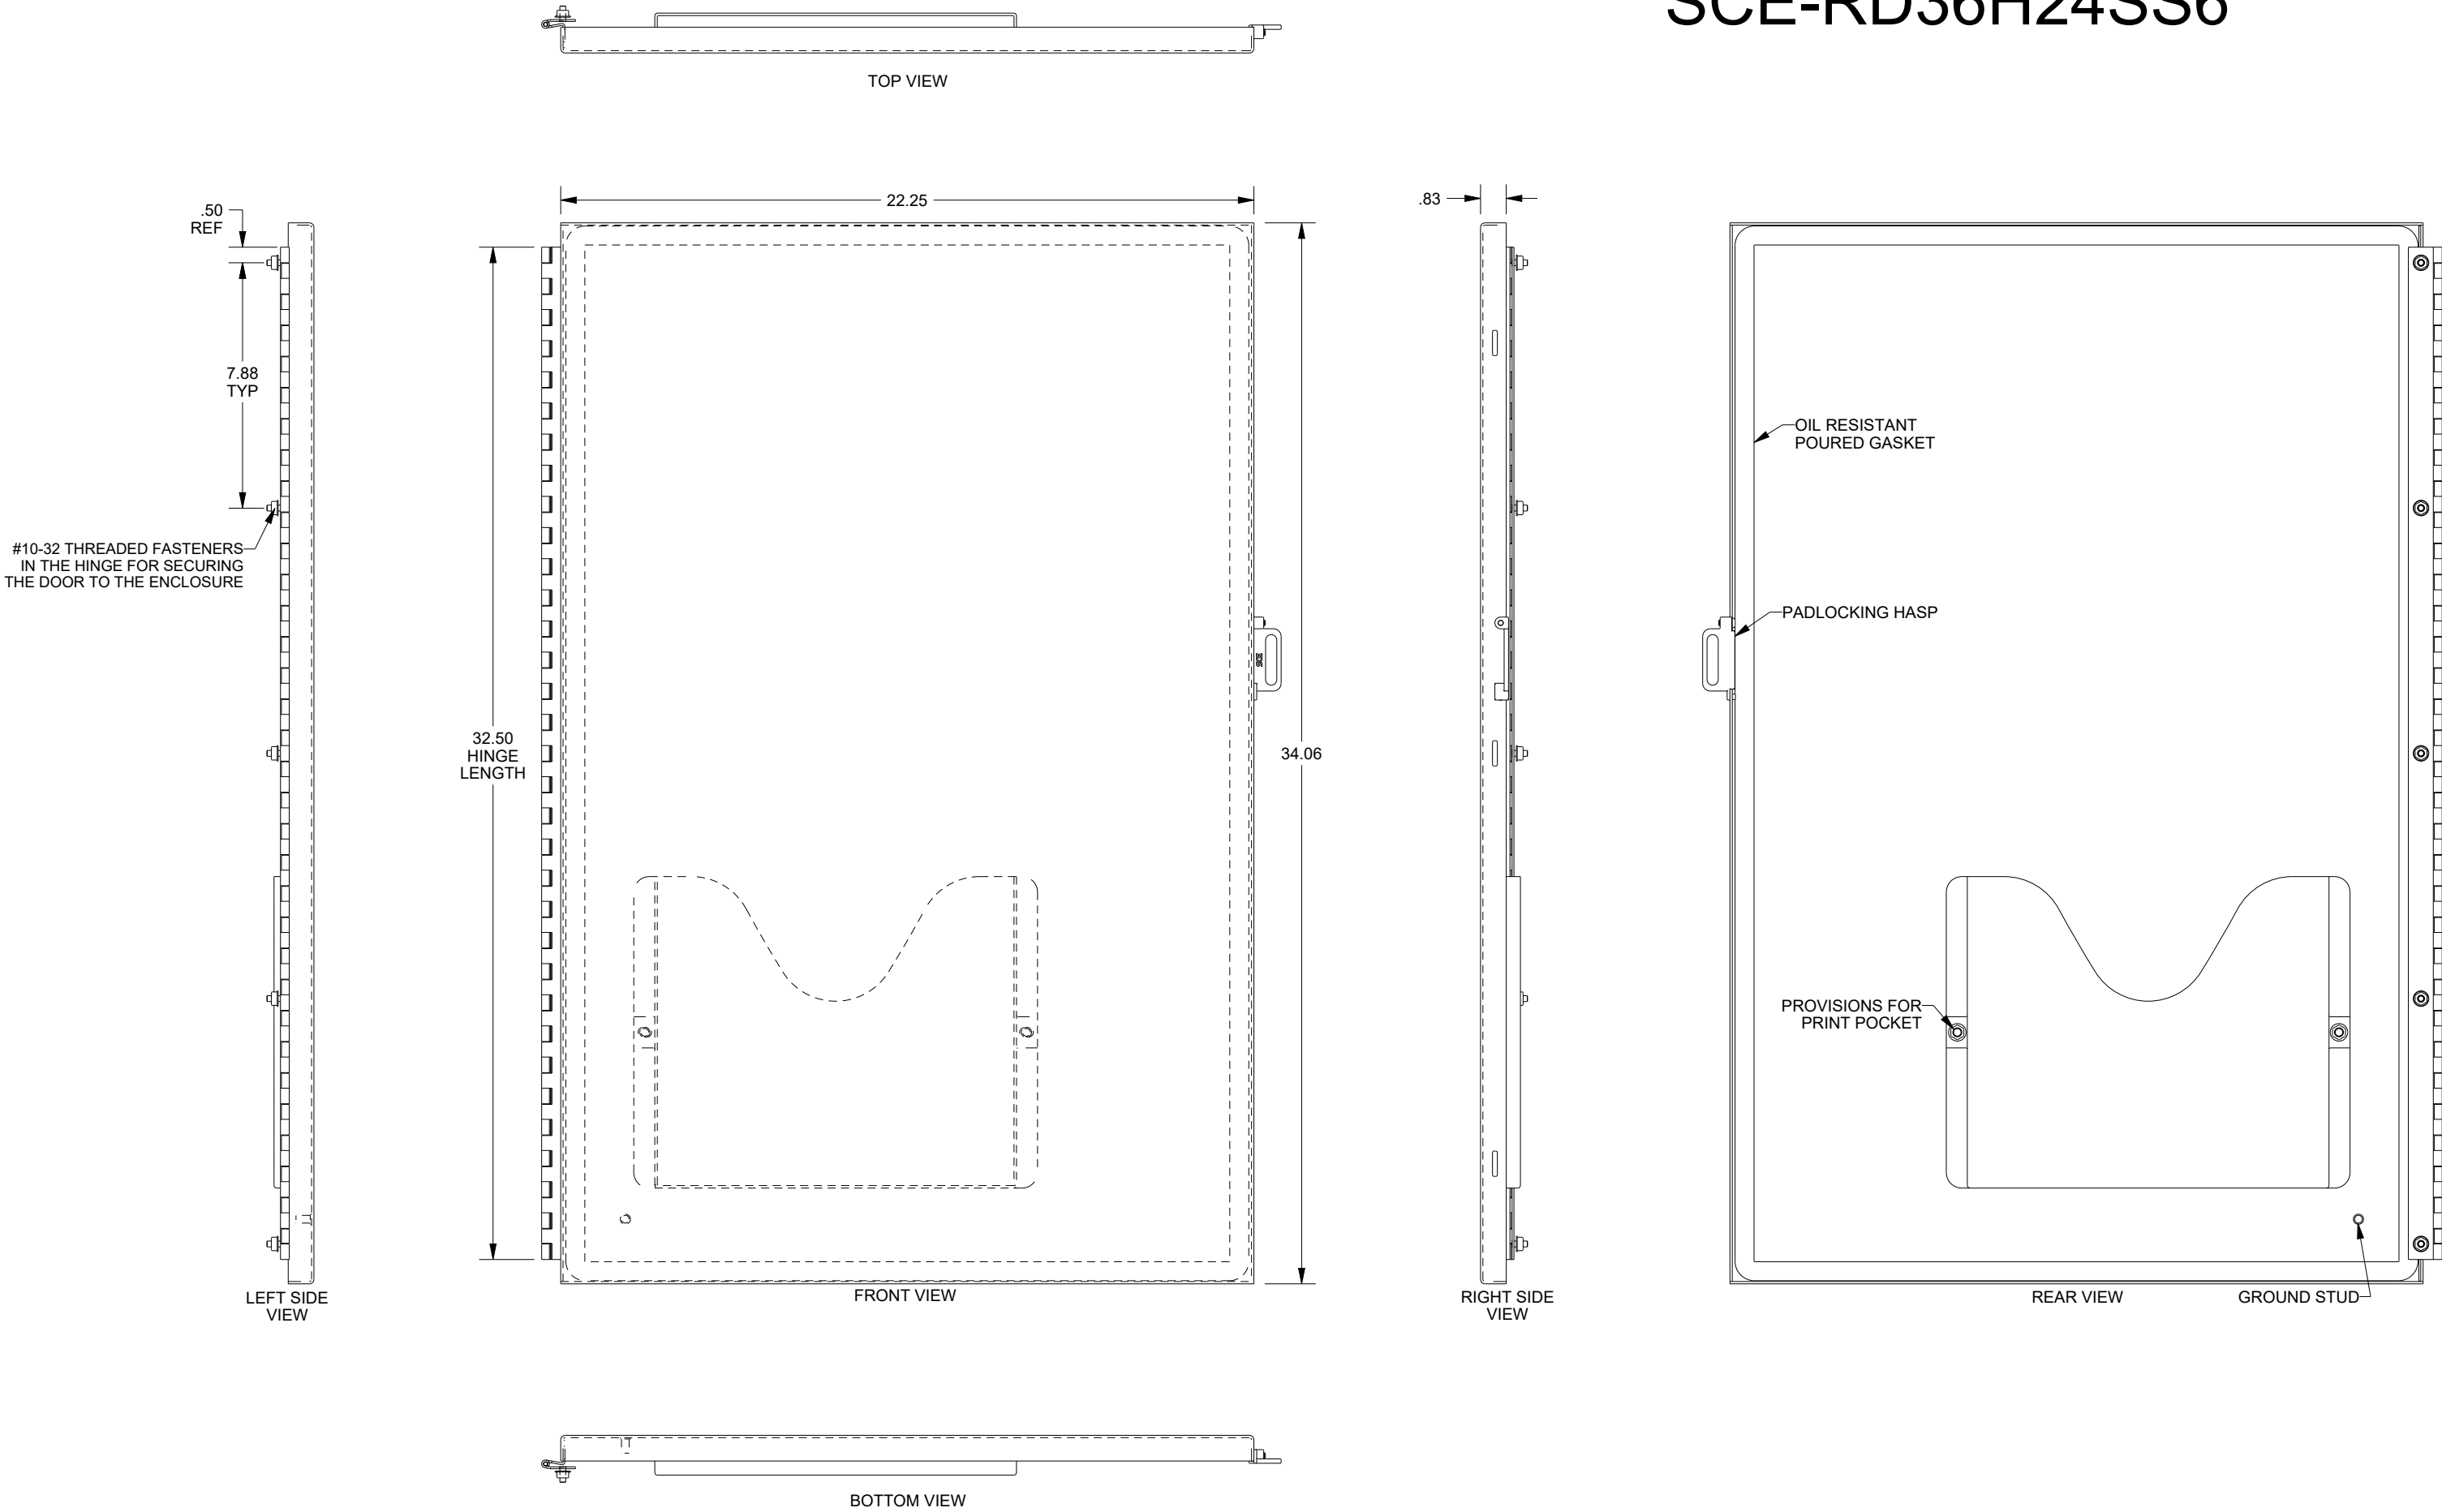 SCE-RD36H24SS6
TOP VIEW
.50
REF
22.25
.83
7.88
TYP
OIL RESISTANT
POURED GASKET
#10-32 THREADED FASTENERS
IN THE HINGE FOR SECURING
THE DOOR TO THE ENCLOSURE
PADLOCKING HASP
SCE
32.50
HINGE
LENGTH
34.06
PROVISIONS FOR
PRINT POCKET
LEFT SIDE
VIEW
FRONT VIEW
RIGHT SIDE
VIEW
REAR VIEW
GROUND STUD
BOTTOM VIEW